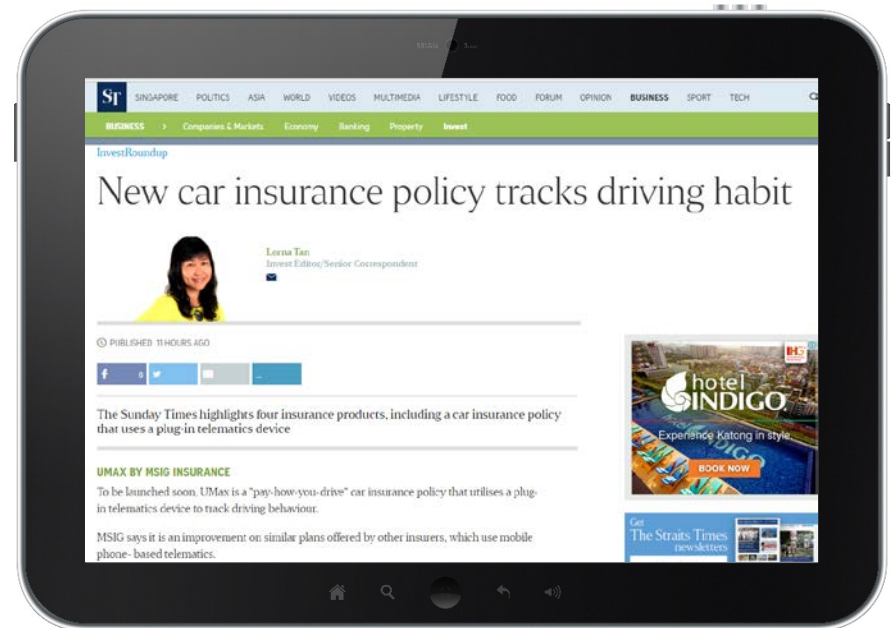 ST SINGAPORE POLITICS ASIA WORLD VIDEOS MULTIMEDIA LIFESTYLE FOOD FORUM OPINION BUSINESS SPORT TECH
BUSINESS > Companies & Markets Economy Banking Property Invest
InvestRoundup
New car insurance policy tracks driving habit
Lorna Tan
Invest Editor/Senior Correspondent
PUBLISHED 11 HOURS AGO
f 0
...
The Sunday Times highlights four insurance products, including a car insurance policy
that uses a plug-in telematics device
UMAX BY MSIG INSURANCE
To be launched soon, UMax is a "pay-how-you-drive" car insurance policy that utilises a plug-
in telematics device to track driving behaviour.
MSIG says it is an improvement on similar plans offered by other insurers, which use mobile
phone- based telematics.
IHG
hotel
INDIGO
Experience Katong in style.
BOOK NOW
Get
The Straits Times
newsletters